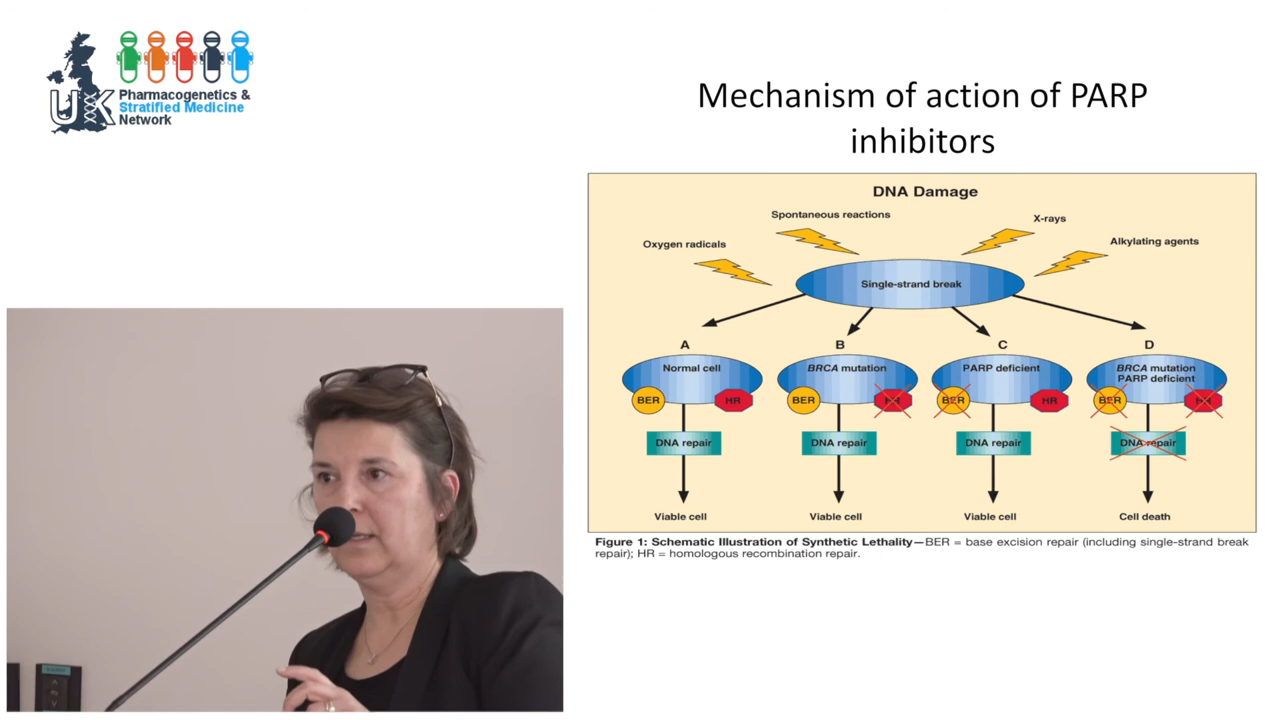 UK
Pharmacogenetics &
Stratified Medicine
Network
Mechanism of action of PARP
inhibitors
DNA Damage
Spontaneous reactions
X-rays
Oxygen radicals
Alkylating agents
Single-strand break
A
B
C
D
Normal cell
BRCA mutation
PARP deficient
BRCA mutation
PARP deficient
BER
HR
BER
HR
BER
HR
BER
HR
DNA repair
DNA repair
DNA repair
DNA repair
Viable cell
Viable cell
Viable cell
Cell death
Figure 1: Schematic Illustration of Synthetic Lethality—BER = base excision repair (including single-strand break
repair); HR = homologous recombination repair.